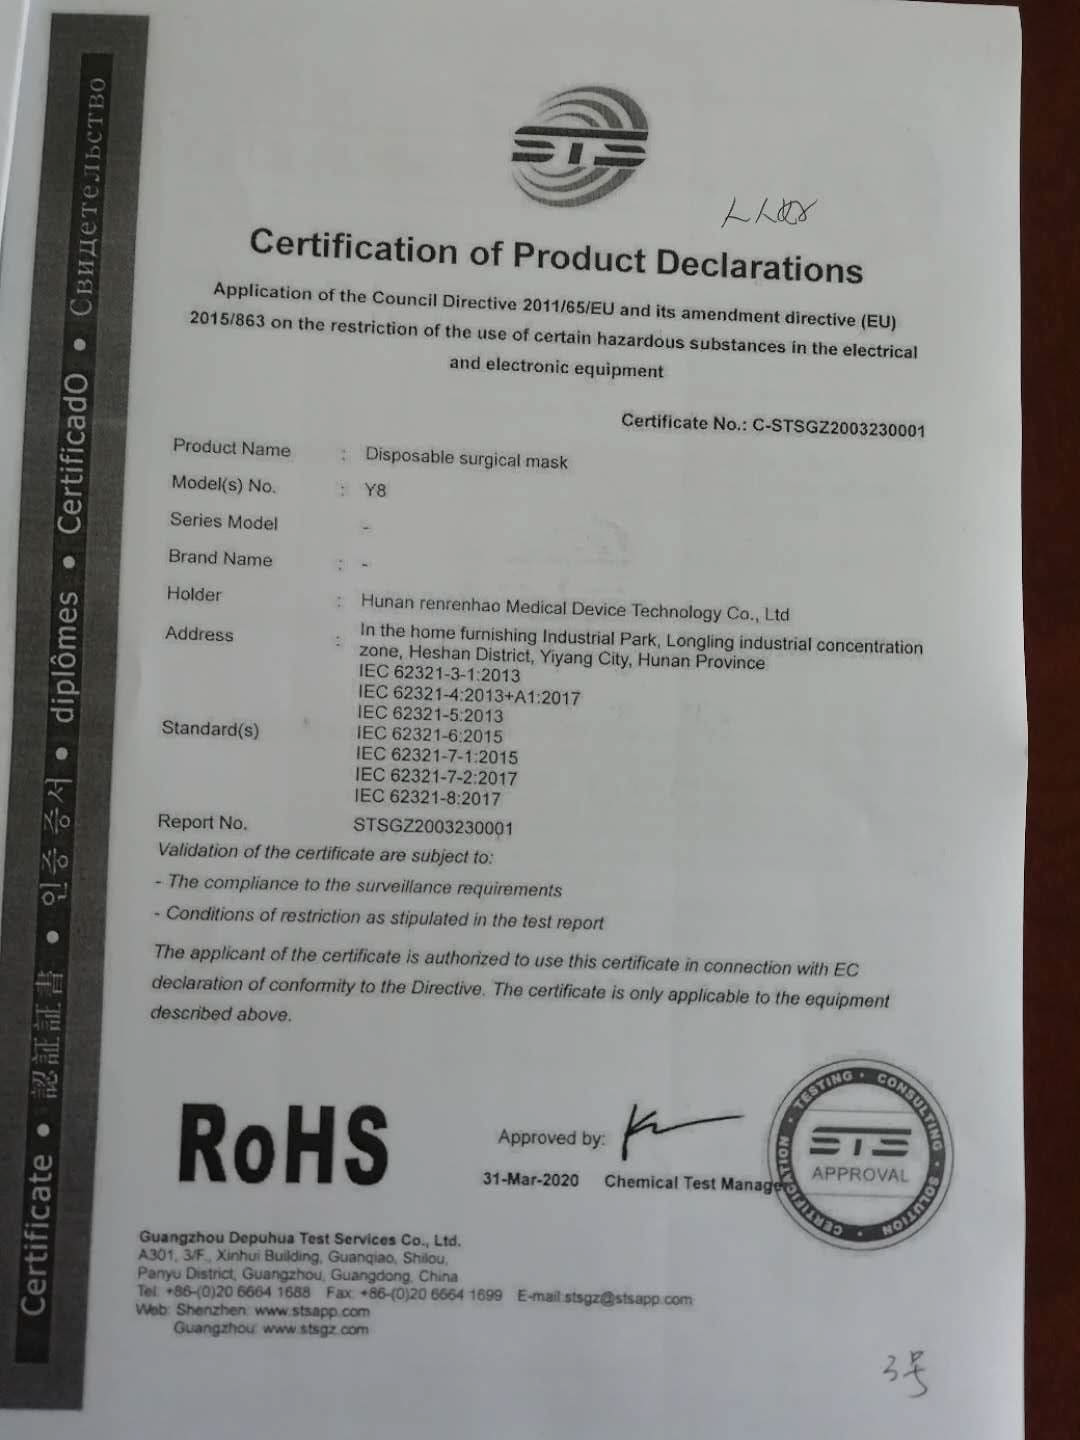 STS
Certification of Product Declarations
Application of the Council Directive 2011/65/EU and its amendment directive (EU)
2015/863 on the restriction of the use of certain hazardous substances in the electrical
and electronic equipment
Certificate No.: C-STSGZ2003230001
Product Name : Disposable surgical mask
Model(s) No. : Y8
Series Model -
Brand Name : -
Holder : Hunan renrenhao Medical Device Technology Co., Ltd
Address : In the home furnishing Industrial Park, Longling industrial concentration
zone, Heshan District, Yiyang City, Hunan Province
IEC 62321-3-1:2013
IEC 62321-4:2013+A1:2017
IEC 62321-5:2013
Standard(s) IEC 62321-6:2015
IEC 62321-7-1:2015
IEC 62321-7-2:2017
IEC 62321-8:2017
Report No. STSGZ2003230001
Validation of the certificate are subject to:
- The compliance to the surveillance requirements
- Conditions of restriction as stipulated in the test report
The applicant of the certificate is authorized to use this certificate in connection with EC
declaration of conformity to the Directive. The certificate is only applicable to the equipment
described above.
RoHS
Approved by:
31-Mar-2020 Chemical Test Manage
TESTING · CONSULTING · SOLUTION · CERTIFICATION ·
STS
APPROVAL
Guangzhou Depuhua Test Services Co., Ltd.
A301, 3/F., Xinhui Building, Guanqiao, Shilou,
Panyu District, Guangzhou, Guangdong, China
Tel: +86-(0)20 6664 1688 Fax: +86-(0)20 6664 1699 E-mail:stsgz@stsapp.com
Web: Shenzhen: www.stsapp.com
Guangzhou: www.stsgz.com
3号
Certificate • 認証証書 • 인증 증서 • diplômes • CertificadO • Свидетельство